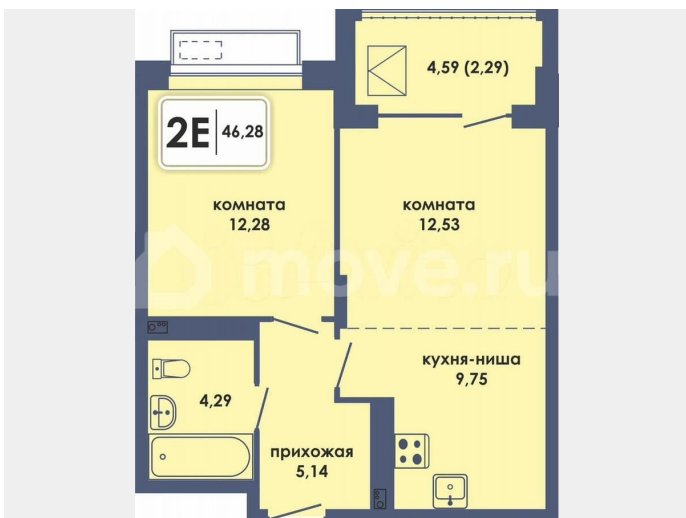 4,59 (2,29)
2Е 46,28
комната
12,28
комната
12,53
move.ru
кухня-ниша
9,75
4,29
прихожая
5,14